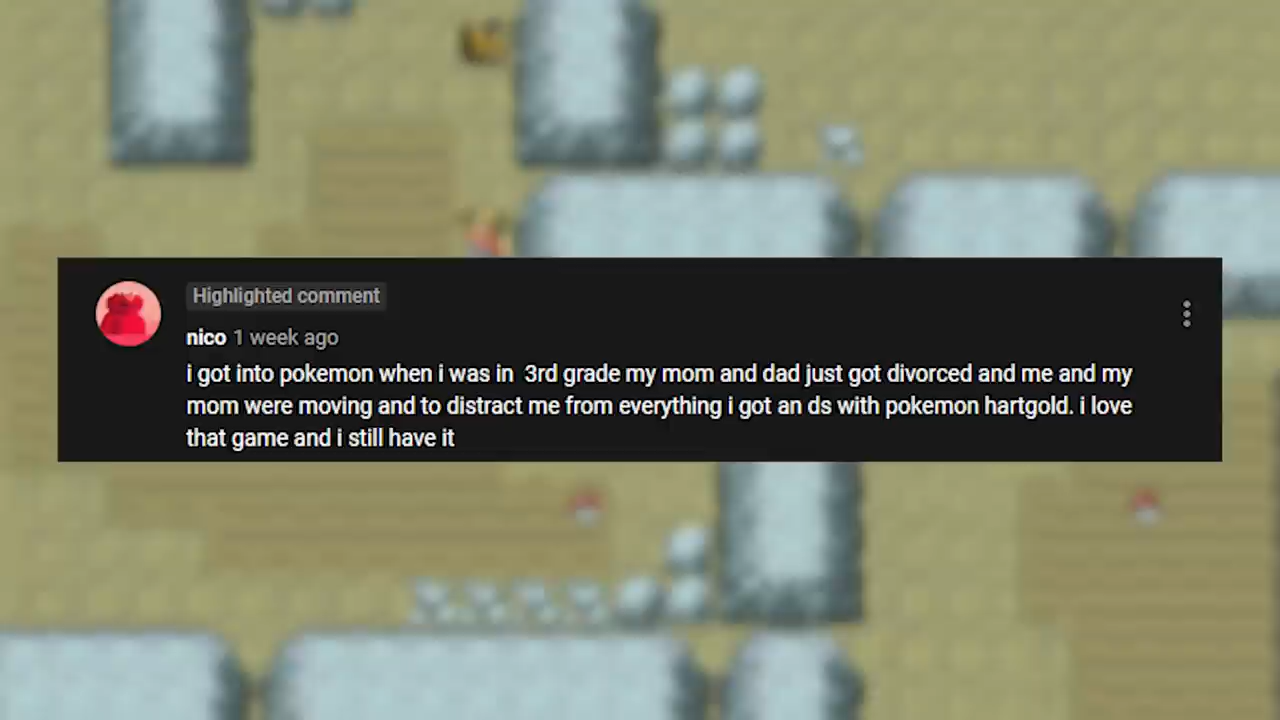 Highlighted comment
nico 1 week ago
i got into pokemon when i was in  3rd grade my mom and dad just got divorced and me and my
mom were moving and to distract me from everything i got an ds with pokemon hartgold. i love
that game and i still have it